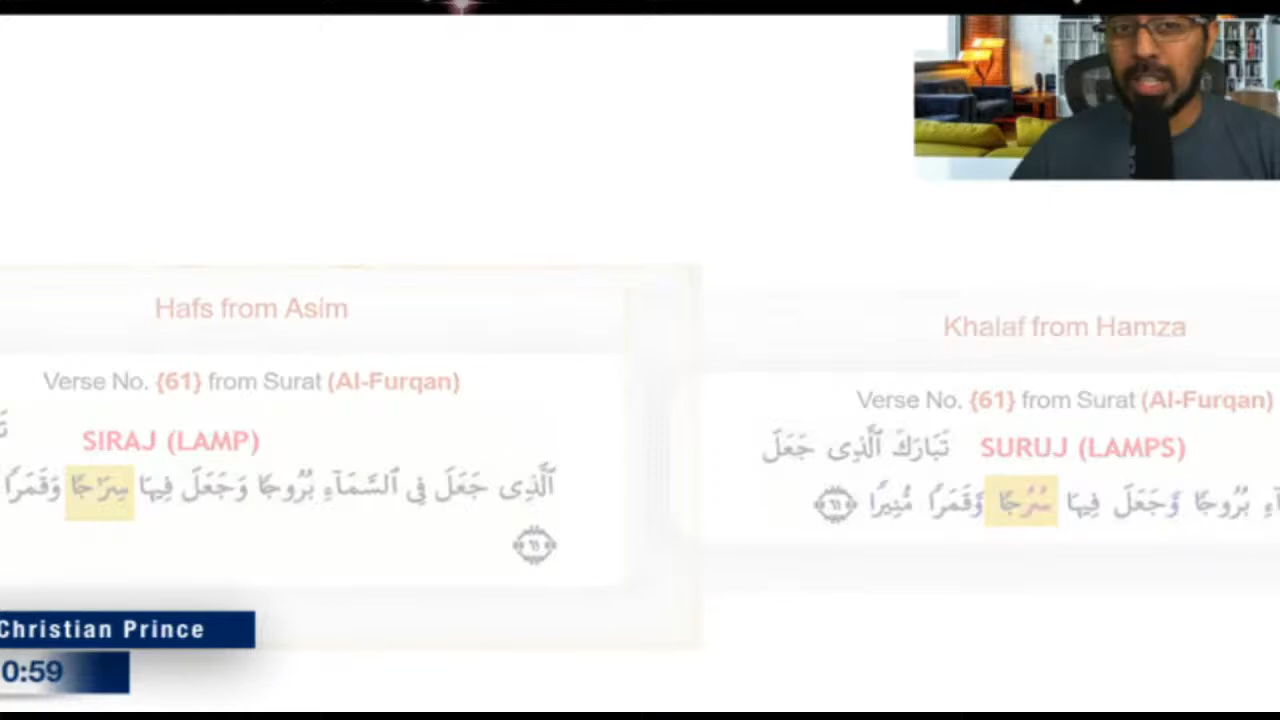 Hafs from Asim
Verse No. {61} from Surat (Al-Furqan)
SIRAJ (LAMP)
ٱلَّذِى جَعَلَ فِى ٱلسَّمَآءِ بُرُوجًا وَجَعَلَ فِيهَا سِرَٰجًا وَقَمَرًا
٦١
Khalaf from Hamza
Verse No. {61} from Surat (Al-Furqan)
تَبَارَكَ ٱلَّذِى جَعَلَ
SURUJ (LAMPS)
بُرُوجًا وَجَعَلَ فِيهَا سُرُجًا وَقَمَرًا مُّنِيرًا ٦١
Christian Prince
0:59